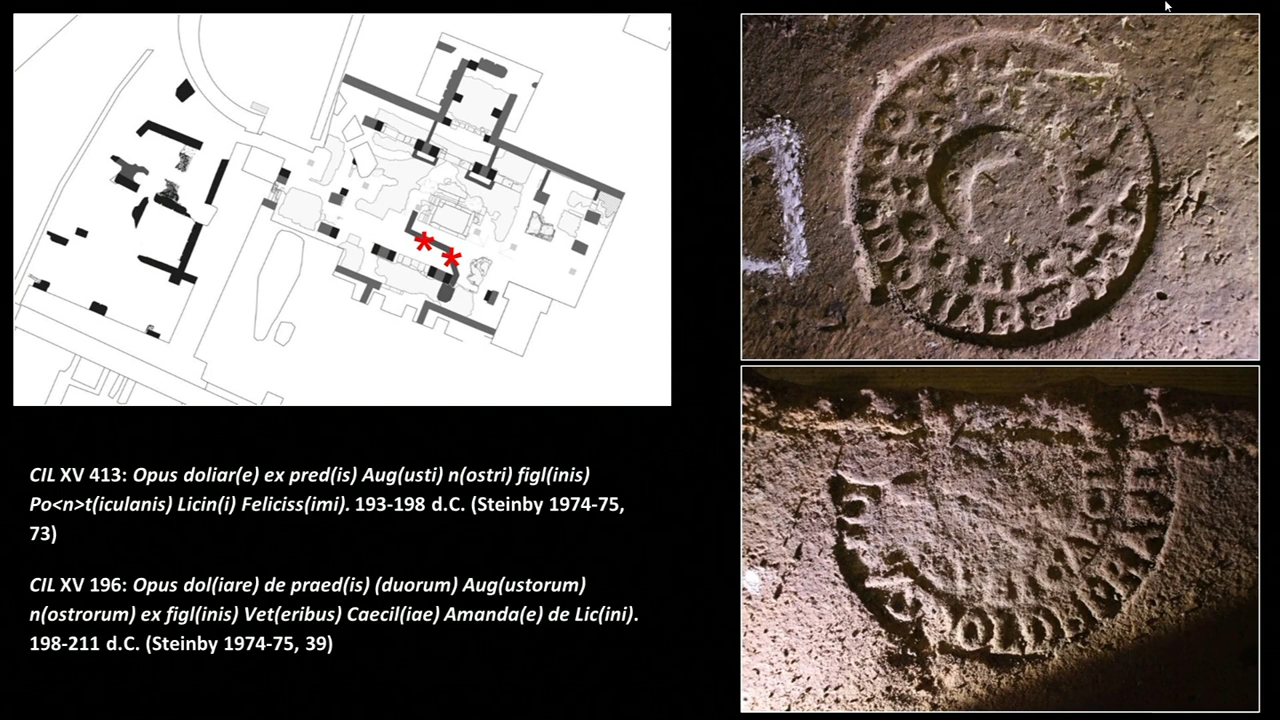 CIL XV 413: Opus doliar(e) ex pred(is) Aug(usti) n(ostri) figl(inis)
Po<n>t(iculanis) Licin(i) Feliciss(imi). 193-198 d.C. (Steinby 1974-75,
73)
CIL XV 196: Opus dol(iare) de praed(is) (duorum) Aug(ustorum)
n(ostrorum) ex figl(inis) Vet(eribus) Caecil(iae) Amanda(e) de Lic(ini).
198-211 d.C. (Steinby 1974-75, 39)